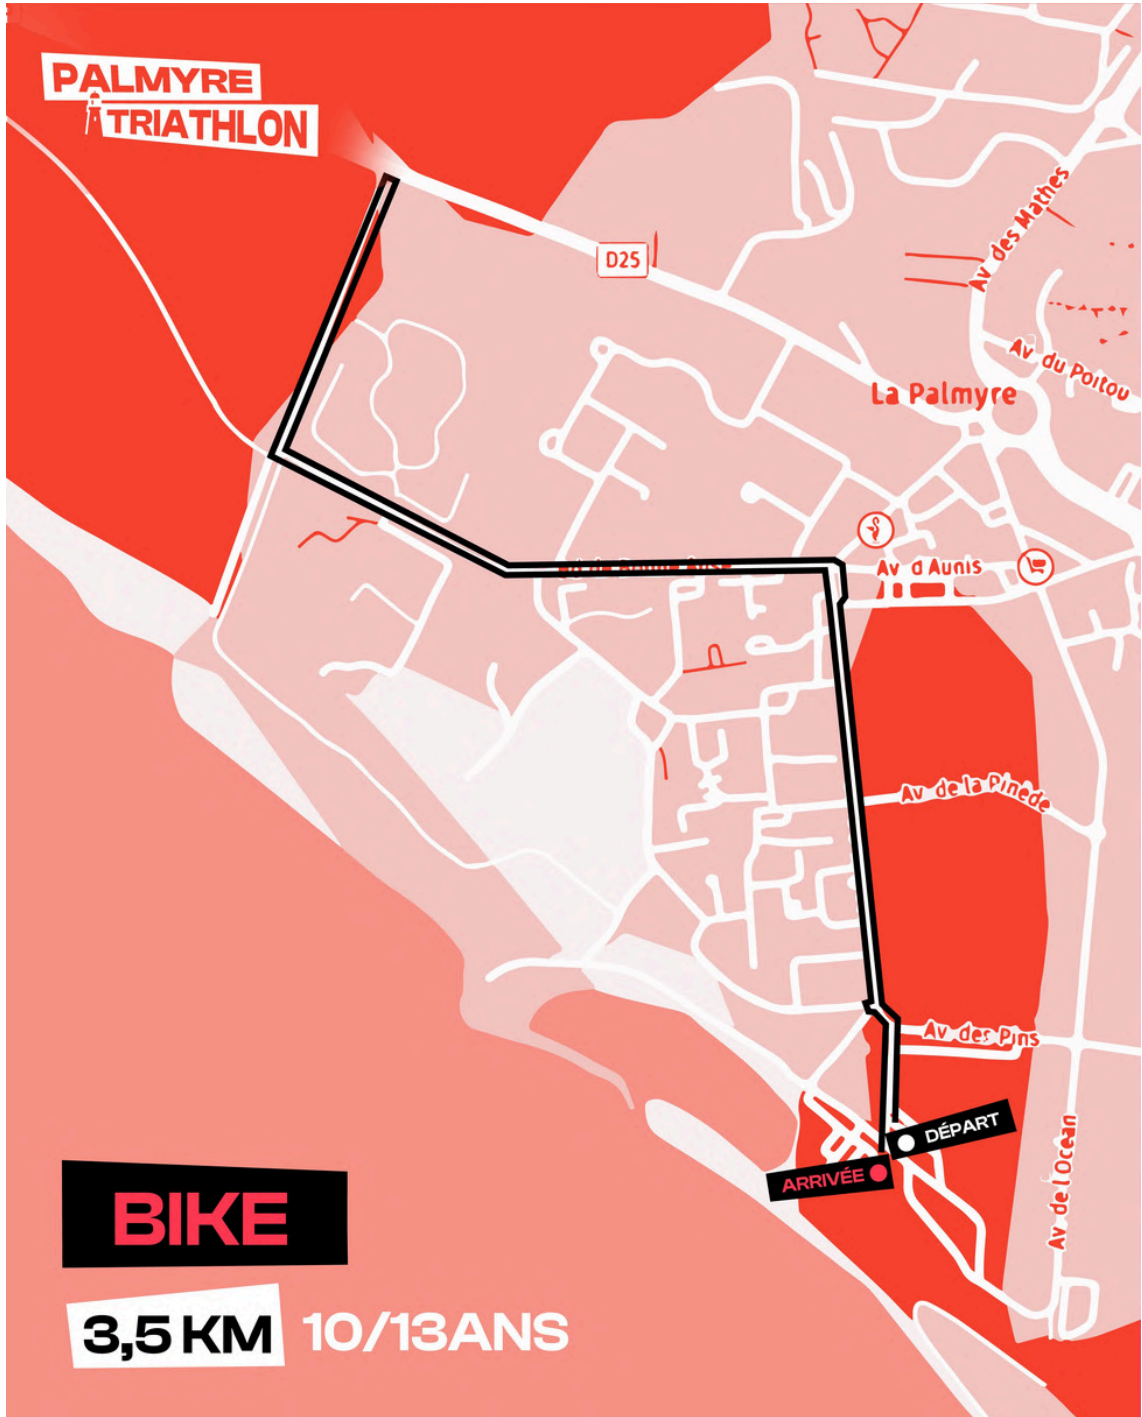 PALMYRE
TRIATHLON
D25
Av des Mathes
Av du Poitou
La Palmyre
Av d Aunis
Av de la Pinède
Av des Pins
DÉPART
ARRIVÉE
Av de l'Océan
BIKE
3,5 KM 10/13ANS